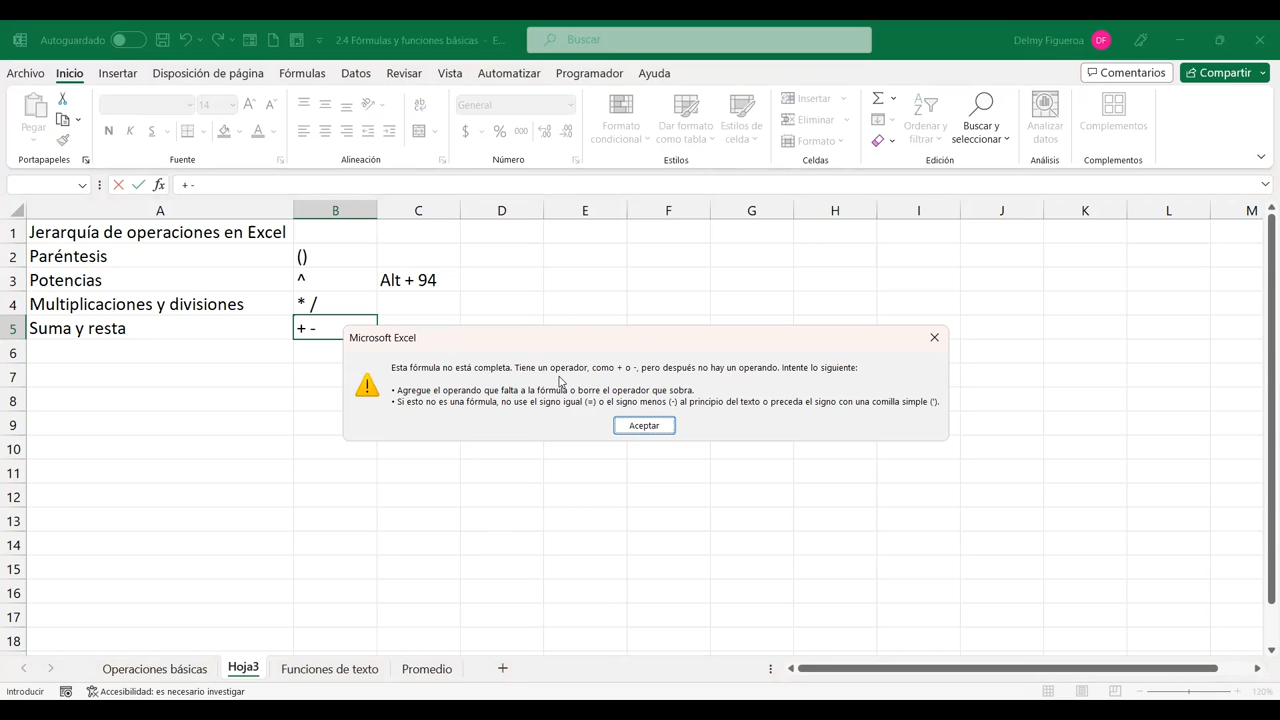 Autoguardado
2.4 Fórmulas y funciones básicas - E...
Buscar
Delmy Figueroa
DF
Archivo Inicio Insertar Disposición de página Fórmulas Datos Revisar Vista Automatizar Programador Ayuda
Comentarios
Compartir
Pegar
14
N K S
General
$ % 000
Formato condicional
Dar formato como tabla
Estilos de celda
Insertar
Eliminar
Formato
Ordenar y filtrar
Buscar y seleccionar
Analizar datos
Complementos
Portapapeles Fuente Alineación Número Estilos Celdas Edición Análisis Complementos
fx + -
A B C D E F G H I J K L M
1 Jerarquía de operaciones en Excel
2 Paréntesis ()
3 Potencias ^ Alt + 94
4 Multiplicaciones y divisiones * /
5 Suma y resta + -
6
7
8
9
10
11
12
13
14
15
16
17
18
Microsoft Excel
Esta fórmula no está completa. Tiene un operador, como + o -, pero después no hay un operando. Intente lo siguiente:
• Agregue el operando que falta a la fórmula o borre el operador que sobra.
• Si esto no es una fórmula, no use el signo igual (=) o el signo menos (-) al principio del texto o preceda el signo con una comilla simple (').
Aceptar
Operaciones básicas Hoja3 Funciones de texto Promedio
Introducir
Accesibilidad: es necesario investigar
120%